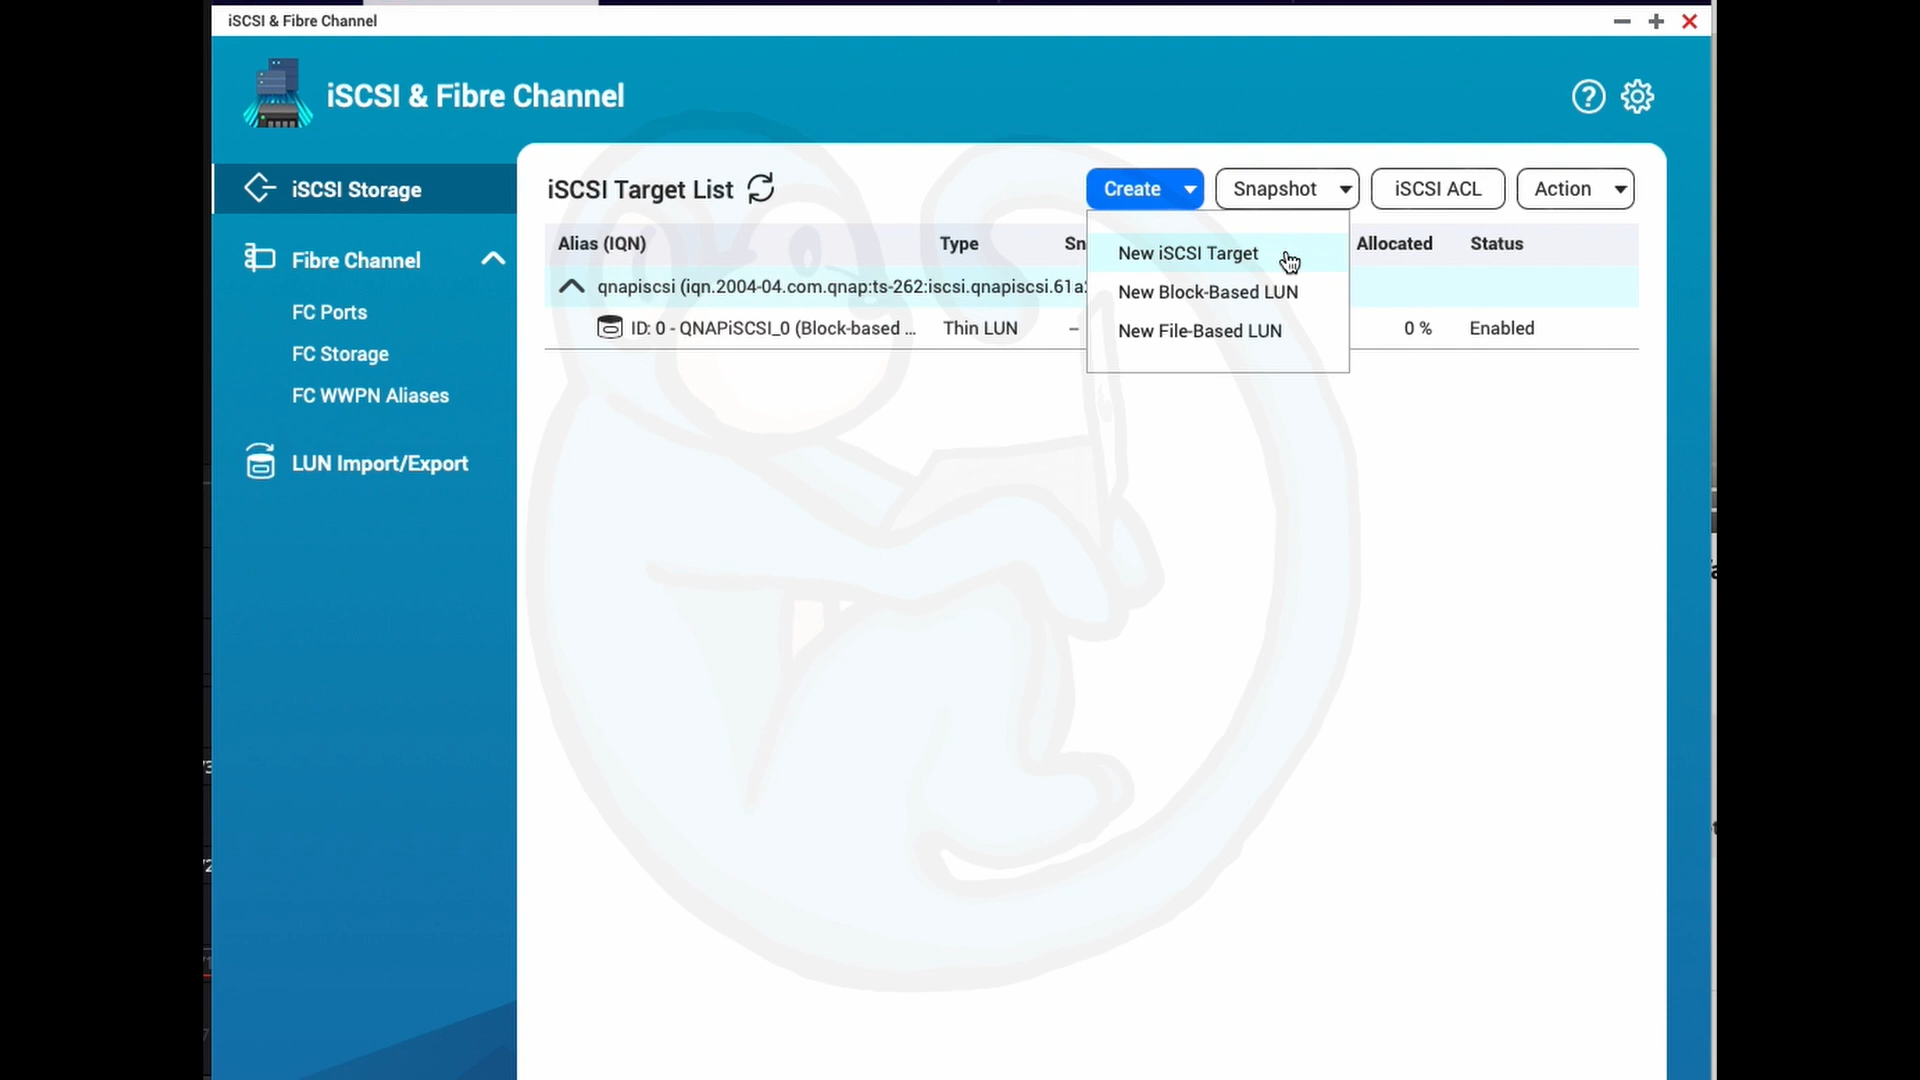 iSCSI & Fibre Channel
iSCSI & Fibre Channel
iSCSI Storage
Fibre Channel
FC Ports
FC Storage
FC WWPN Aliases
LUN Import/Export
iSCSI Target List
Create
Snapshot
iSCSI ACL
Action
Alias (IQN) Type Sn Allocated Status
qnapiscsi (iqn.2004-04.com.qnap:ts-262:iscsi.qnapiscsi.61a
ID: 0 - QNAPiSCSI_0 (Block-based ... Thin LUN -- 0 % Enabled
New iSCSI Target
New Block-Based LUN
New File-Based LUN